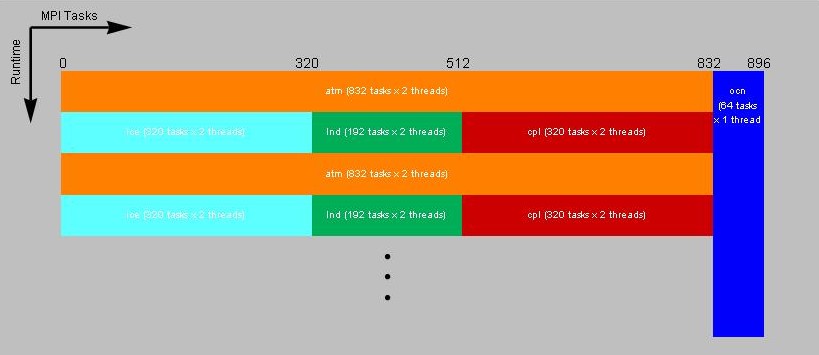 MPI Tasks
Runtime
0 320 512 832 896
atm (832 tasks x 2 threads)
ocn
(64 tasks
x 1 thread
ice (320 tasks x 2 threads) lnd (192 tasks x 2 threads) cpl (320 tasks x 2 threads)
atm (832 tasks x 2 threads)
ice (320 tasks x 2 threads) lnd (192 tasks x 2 threads) cpl (320 tasks x 2 threads)